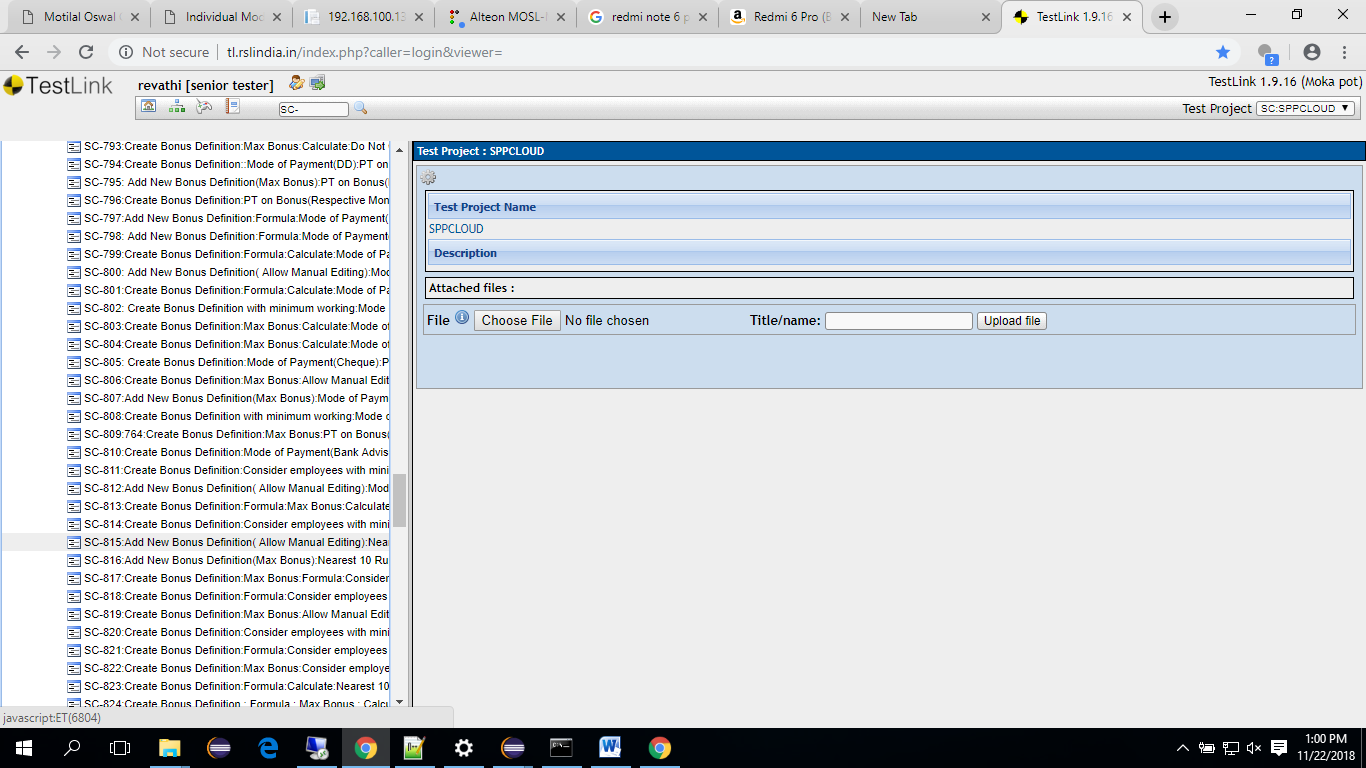 Motilal Oswal
Individual Moc
192.168.100.13
Alteon MOSL-
redmi note 6 p
Redmi 6 Pro (B
New Tab
TestLink 1.9.16
Not secure
tl.rslindia.in/index.php?caller=login&viewer=
TestLink
revathi [senior tester]
TestLink 1.9.16 (Moka pot)
SC-
Test Project
SC:SPPCLOUD
SC-793:Create Bonus Definition:Max Bonus:Calculate:Do Not
SC-794:Create Bonus Definition::Mode of Payment(DD):PT on
SC-795: Add New Bonus Definition(Max Bonus):PT on Bonus(
SC-796:Create Bonus Definition:PT on Bonus(Respective Mon
SC-797:Add New Bonus Definition:Formula:Mode of Payment(
SC-798: Add New Bonus Definition:Formula:Mode of Payment
SC-799:Create Bonus Definition:Formula:Calculate:Mode of Pa
SC-800: Add New Bonus Definition( Allow Manual Editing):Mod
SC-801:Create Bonus Definition:Formula:Calculate:Mode of Pa
SC-802: Create Bonus Definition with minimum working:Mode
SC-803:Create Bonus Definition:Max Bonus:Calculate:Mode of
SC-804:Create Bonus Definition:Max Bonus:Calculate:Mode of
SC-805: Create Bonus Definition:Mode of Payment(Cheque):P
SC-806:Create Bonus Definition:Max Bonus:Allow Manual Edit
SC-807:Add New Bonus Definition(Max Bonus):Mode of Paym
SC-808:Create Bonus Definition with minimum working:Mode o
SC-809:764:Create Bonus Definition:Max Bonus:PT on Bonus(
SC-810:Create Bonus Definition:Mode of Payment(Bank Advis
SC-811:Create Bonus Definition:Consider employees with mini
SC-812:Add New Bonus Definition( Allow Manual Editing):Mod
SC-813:Create Bonus Definition:Formula:Max Bonus:Calculate
SC-814:Create Bonus Definition:Consider employees with mini
SC-815:Add New Bonus Definition( Allow Manual Editing):Nea
SC-816:Add New Bonus Definition(Max Bonus):Nearest 10 Ru
SC-817:Create Bonus Definition:Max Bonus:Formula:Consider
SC-818:Create Bonus Definition:Formula:Consider employees
SC-819:Create Bonus Definition:Max Bonus:Allow Manual Edit
SC-820:Create Bonus Definition:Consider employees with mini
SC-821:Create Bonus Definition:Formula:Consider employees
SC-822:Create Bonus Definition:Max Bonus:Consider employe
SC-823:Create Bonus Definition:Formula:Calculate:Nearest 10
SC-824:Create Bonus Definition : Formula : Max Bonus : Calcu
javascript:ET(6804)
Test Project : SPPCLOUD
Test Project Name
SPPCLOUD
Description
Attached files :
File
Choose File
No file chosen
Title/name:
Upload file
1:00 PM
11/22/2018